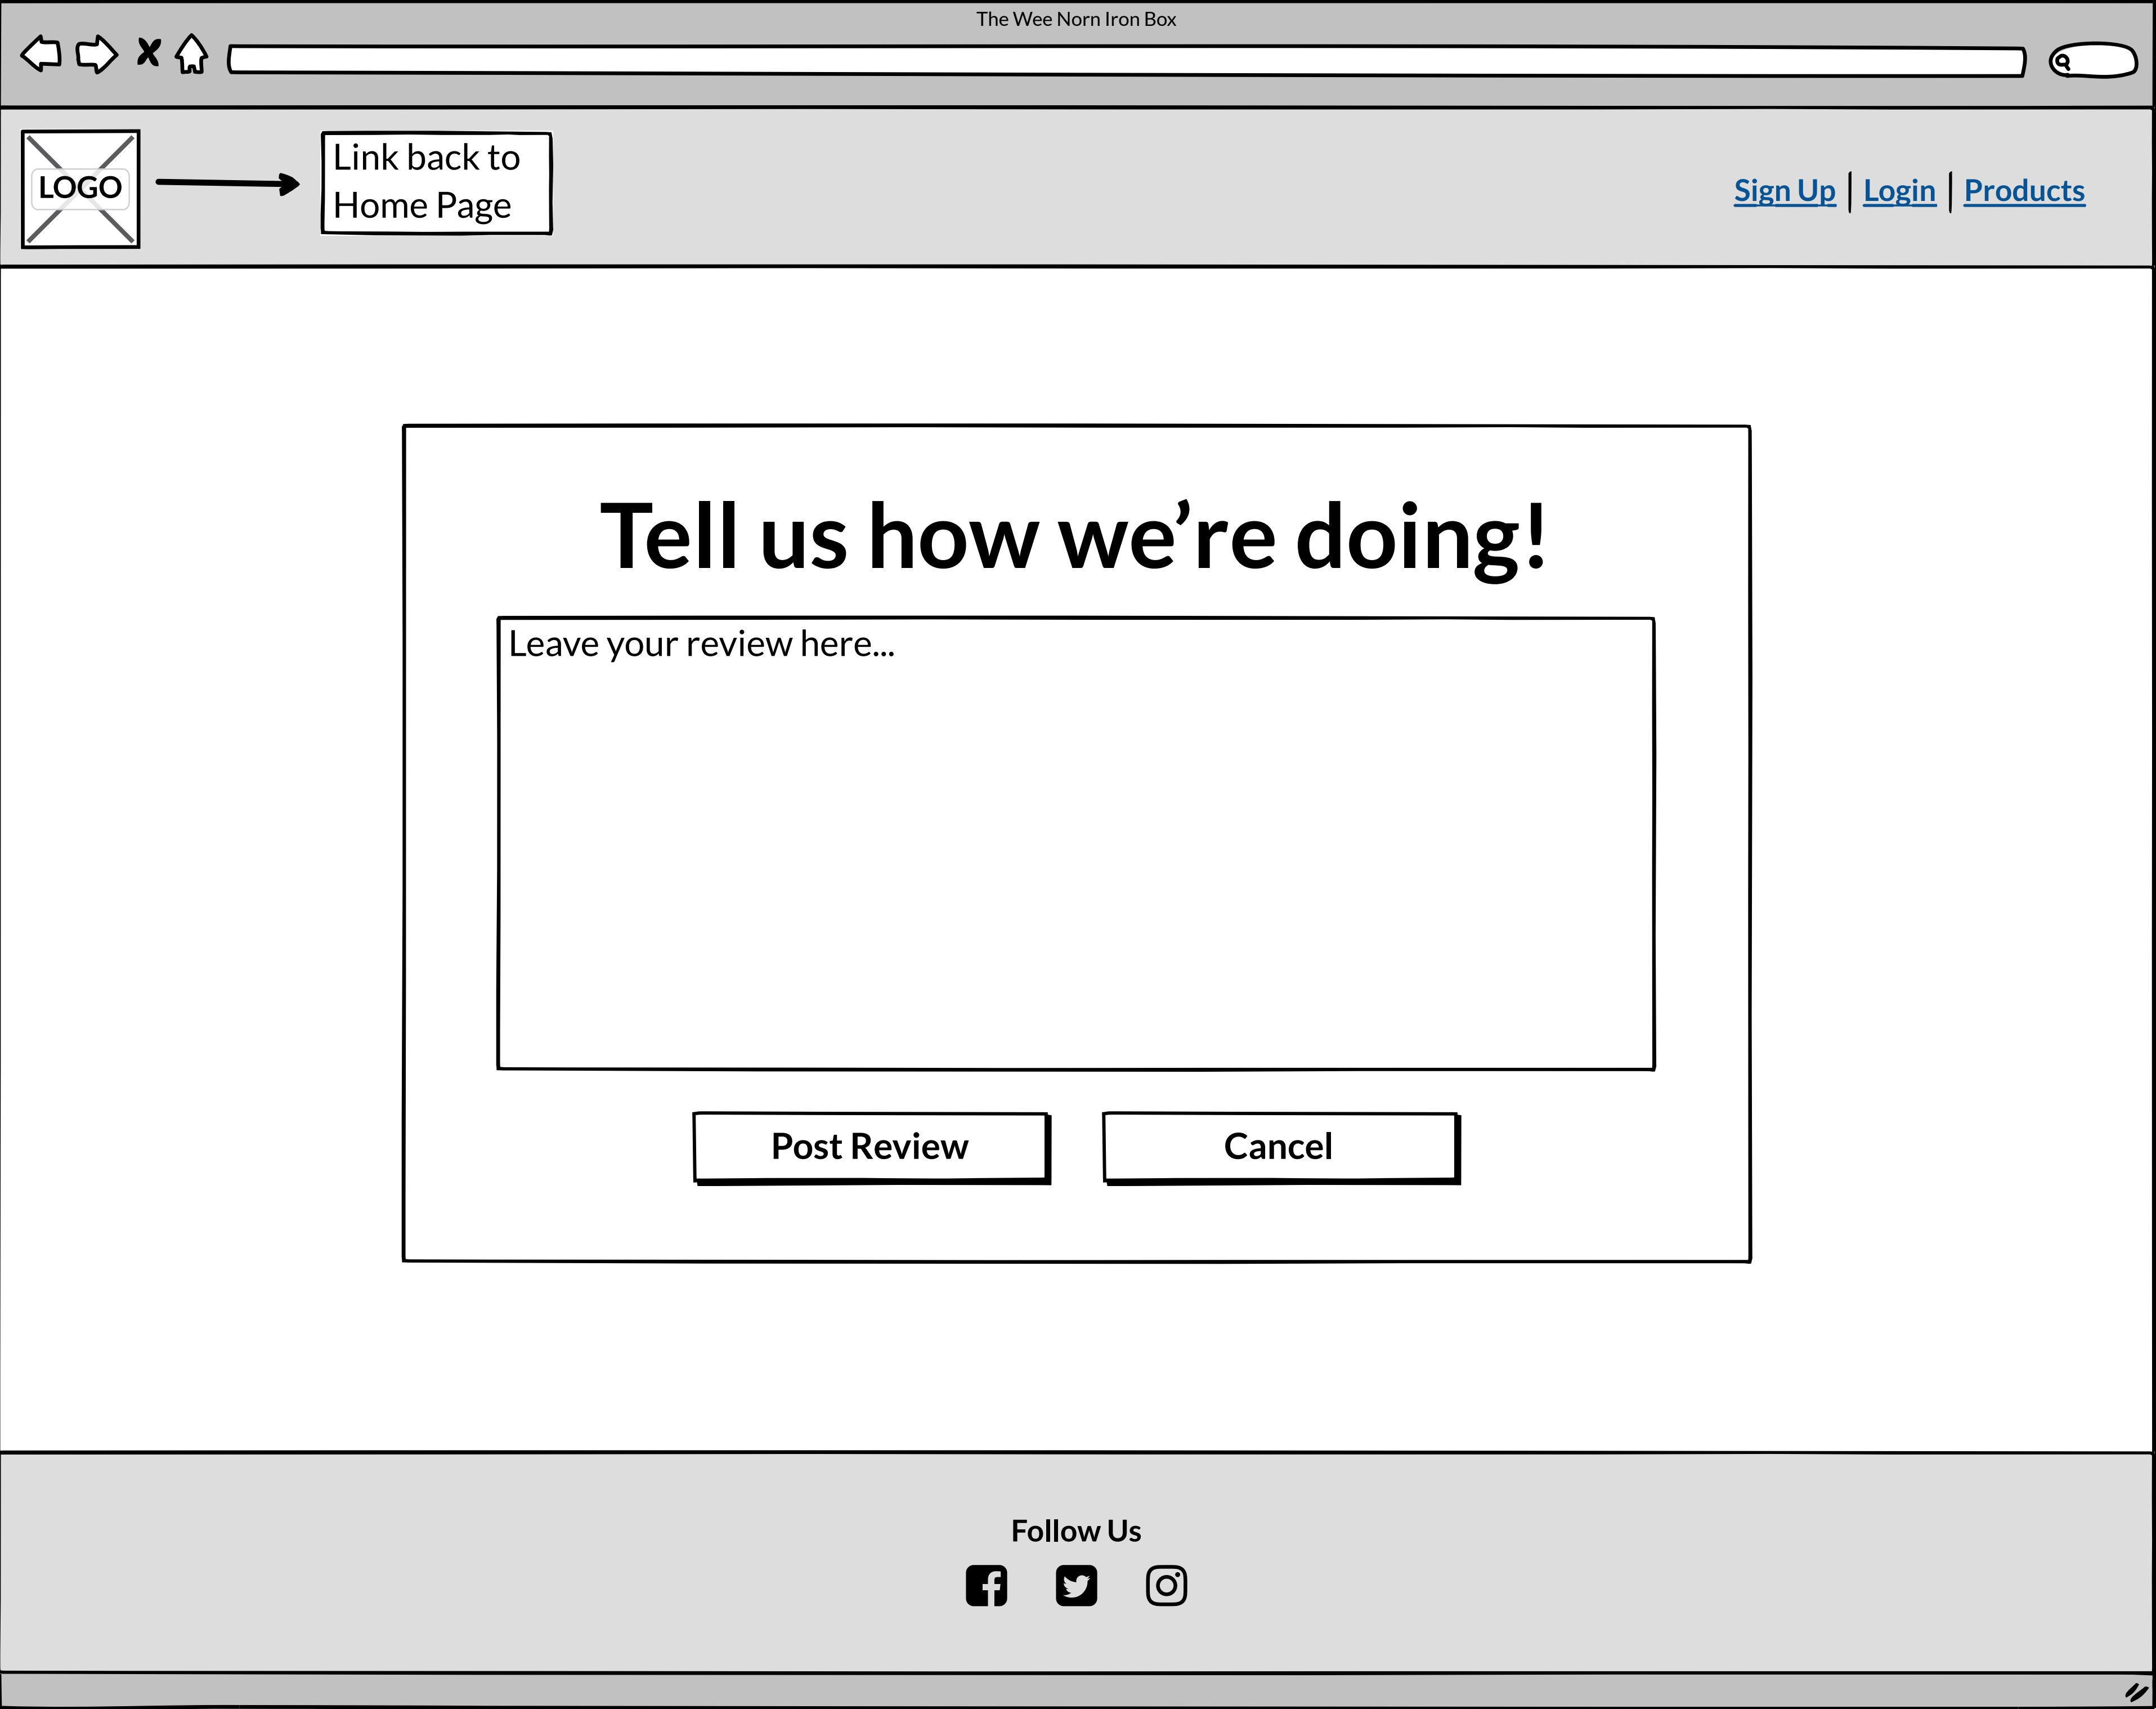 The Wee Norn Iron Box
LOGO
Link back to
Home Page
Sign Up | Login | Products
Tell us how we’re doing!
Leave your review here...
Post Review
Cancel
Follow Us